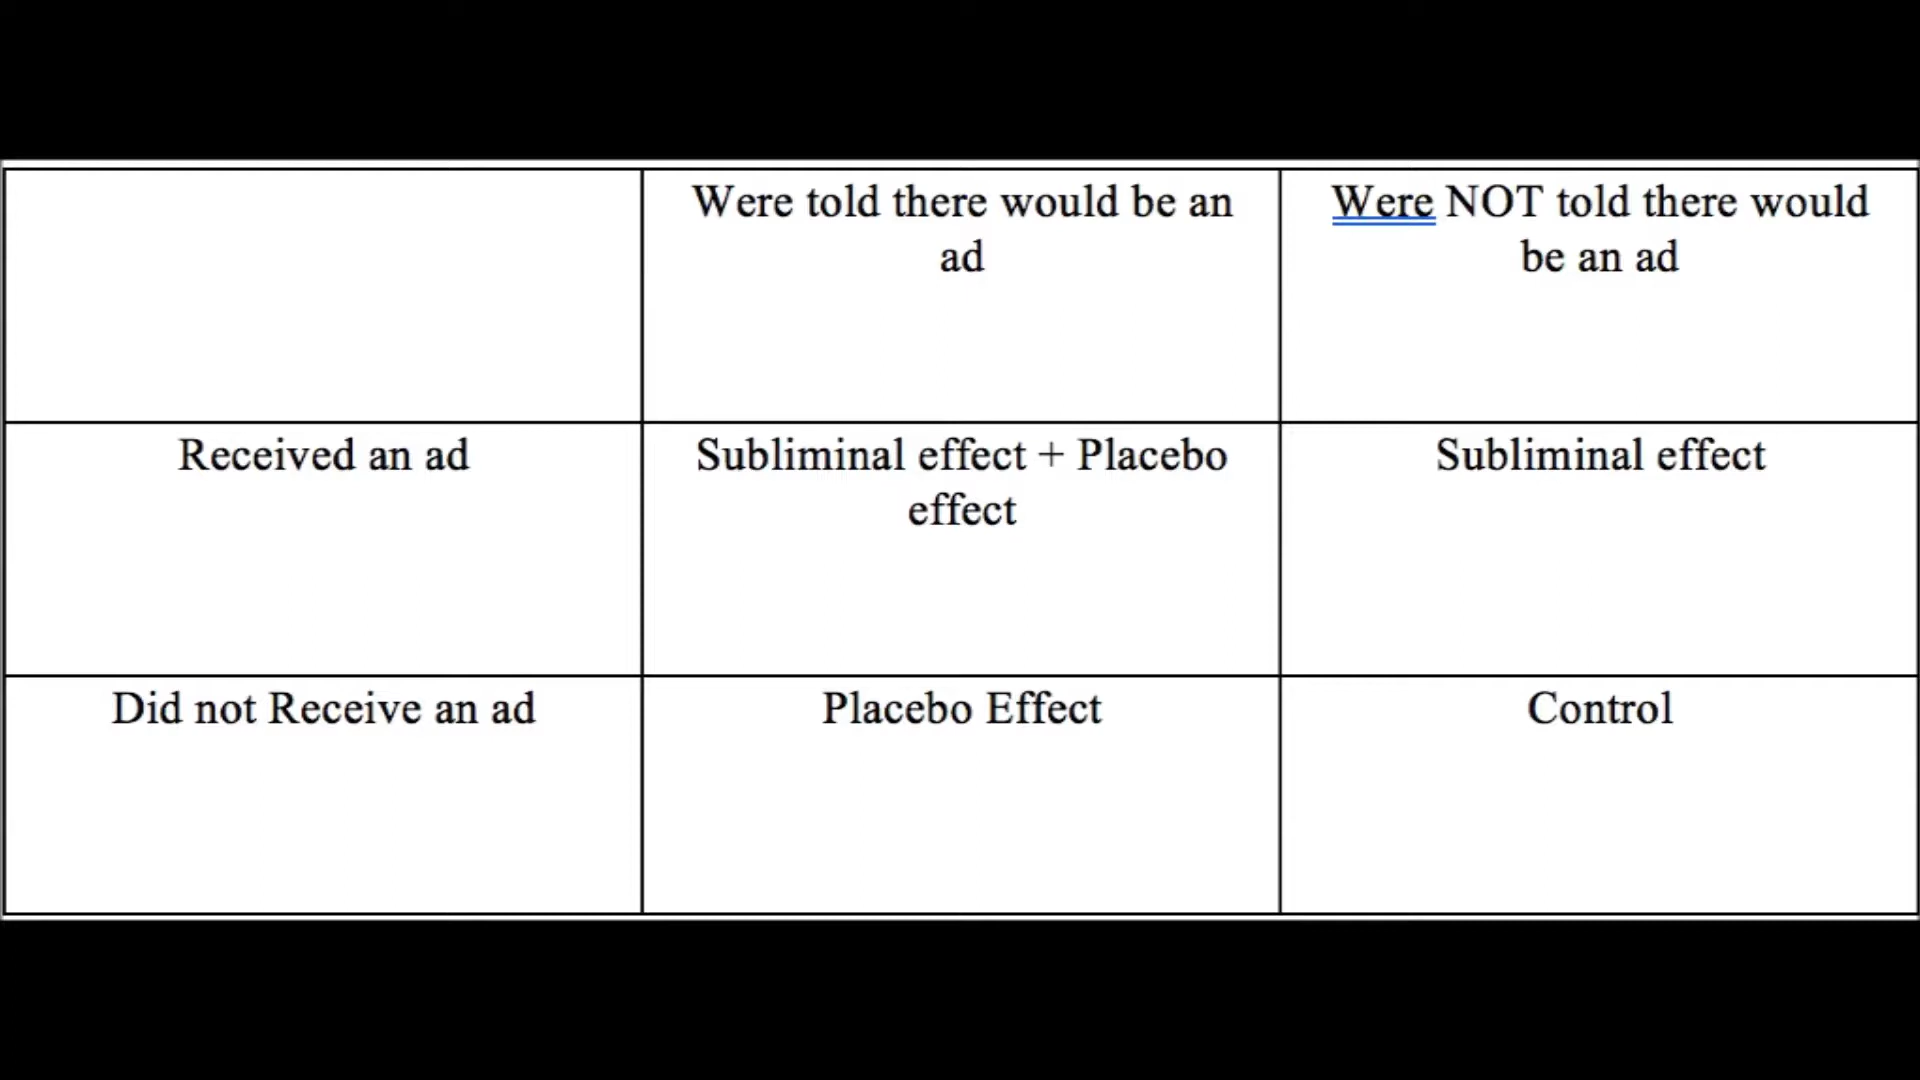 Were told there would be an
ad
Were NOT told there would
be an ad
Received an ad
Subliminal effect + Placebo
effect
Subliminal effect
Did not Receive an ad
Placebo Effect
Control